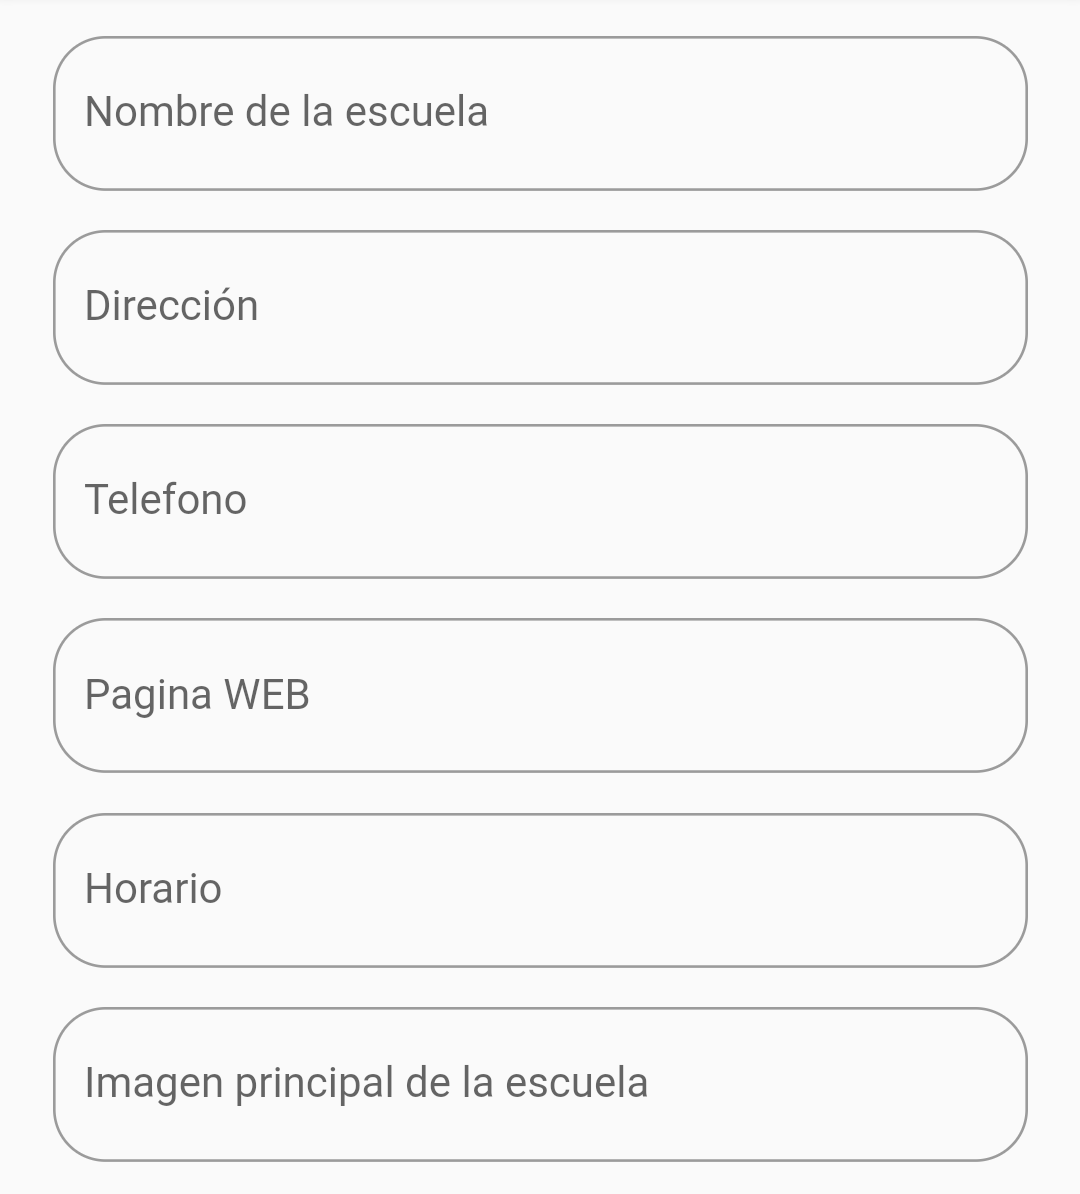 Nombre de la escuela
Dirección
Telefono
Pagina WEB
Horario
Imagen principal de la escuela